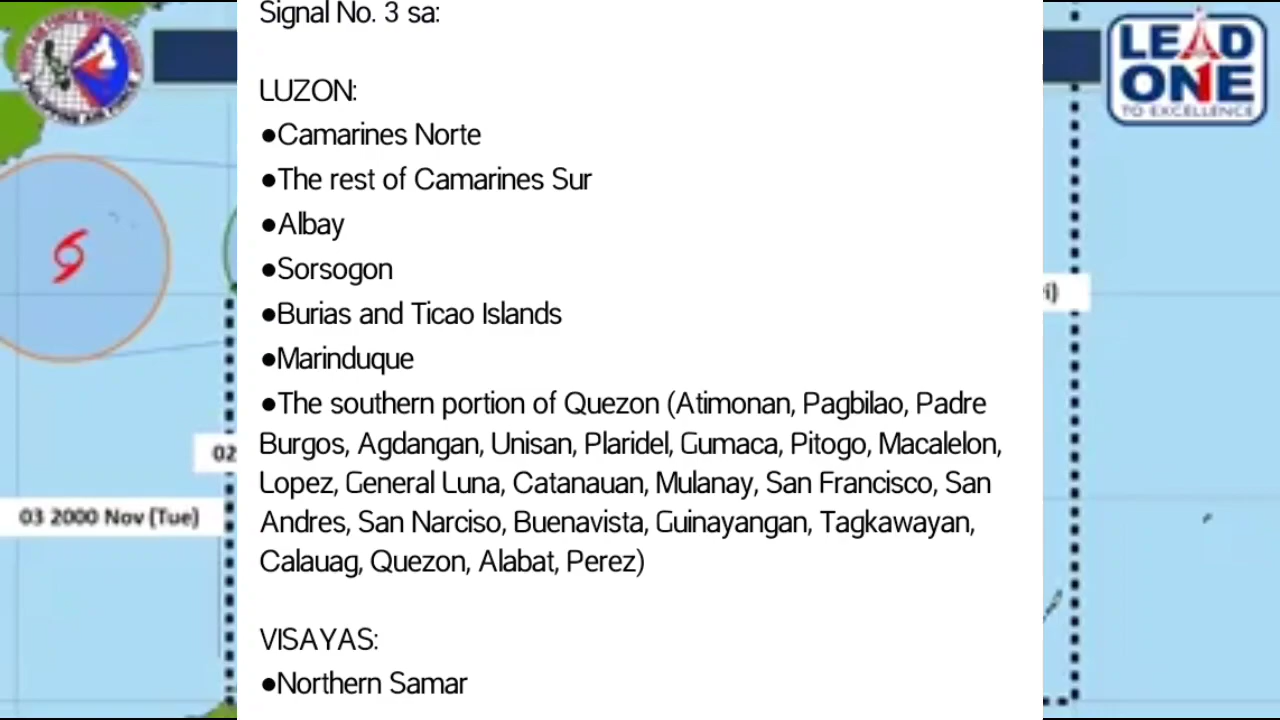 Signal No. 3 sa:
LUZON:
●Camarines Norte
●The rest of Camarines Sur
●Albay
●Sorsogon
●Burias and Ticao Islands
●Marinduque
●The southern portion of Quezon (Atimonan, Pagbilao, Padre
Burgos, Agdangan, Unisan, Plaridel, Gumaca, Pitogo, Macalelon,
Lopez, General Luna, Catanauan, Mulanay, San Francisco, San
Andres, San Narciso, Buenavista, Guinayangan, Tagkawayan,
Calauag, Quezon, Alabat, Perez)
VISAYAS:
●Northern Samar
02
03 2000 Nov (Tue)
LEAD
ONE
TO EXCELLENCE